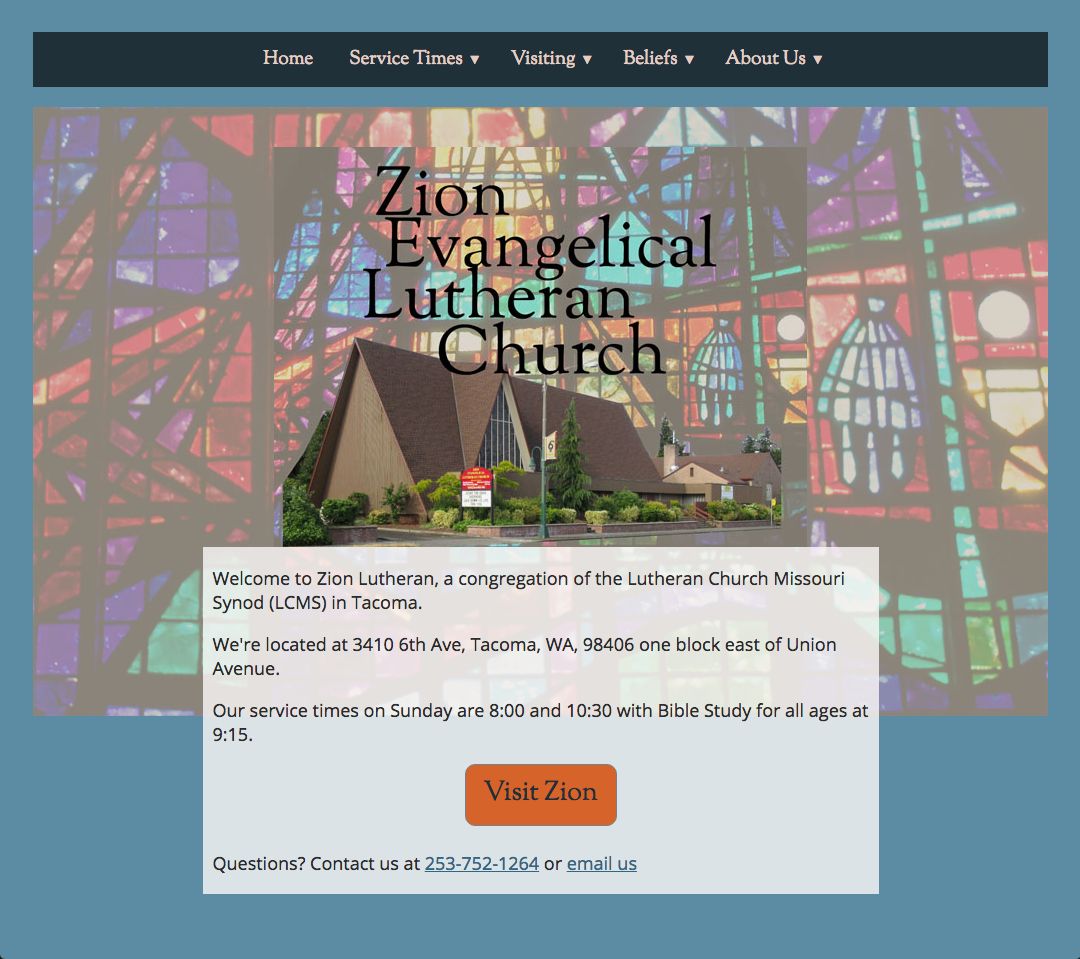 Home Service Times ▼ Visiting ▼ Beliefs ▼ About Us ▼
Zion
Evangelical
Lutheran
Church
6
Welcome to Zion Lutheran, a congregation of the Lutheran Church Missouri
Synod (LCMS) in Tacoma.
We're located at 3410 6th Ave, Tacoma, WA, 98406 one block east of Union
Avenue.
Our service times on Sunday are 8:00 and 10:30 with Bible Study for all ages at
9:15.
Visit Zion
Questions? Contact us at 253-752-1264 or email us